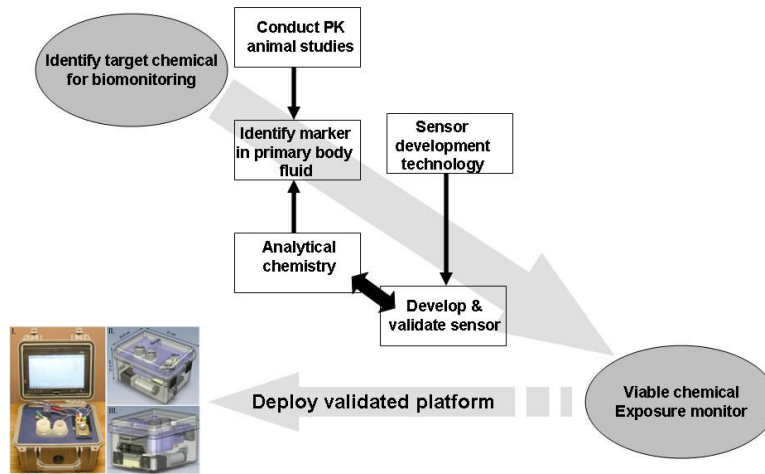 Conduct PK
animal studies
Identify target chemical
for biomonitoring
Identify marker
in primary body
fluid
Sensor
development
technology
Analytical
chemistry
Develop &
validate sensor
I.
II.
III.
Deploy validated platform
Viable chemical
Exposure monitor